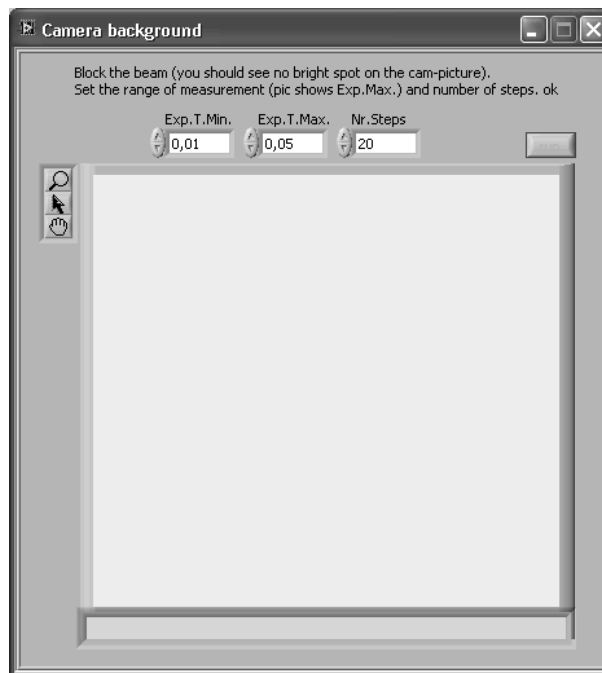 Camera background
Block the beam (you should see no bright spot on the cam-picture).
Set the range of measurement (pic shows Exp.Max.) and number of steps. ok
Exp.T.Min. Exp.T.Max. Nr.Steps
0,01 0,05 20